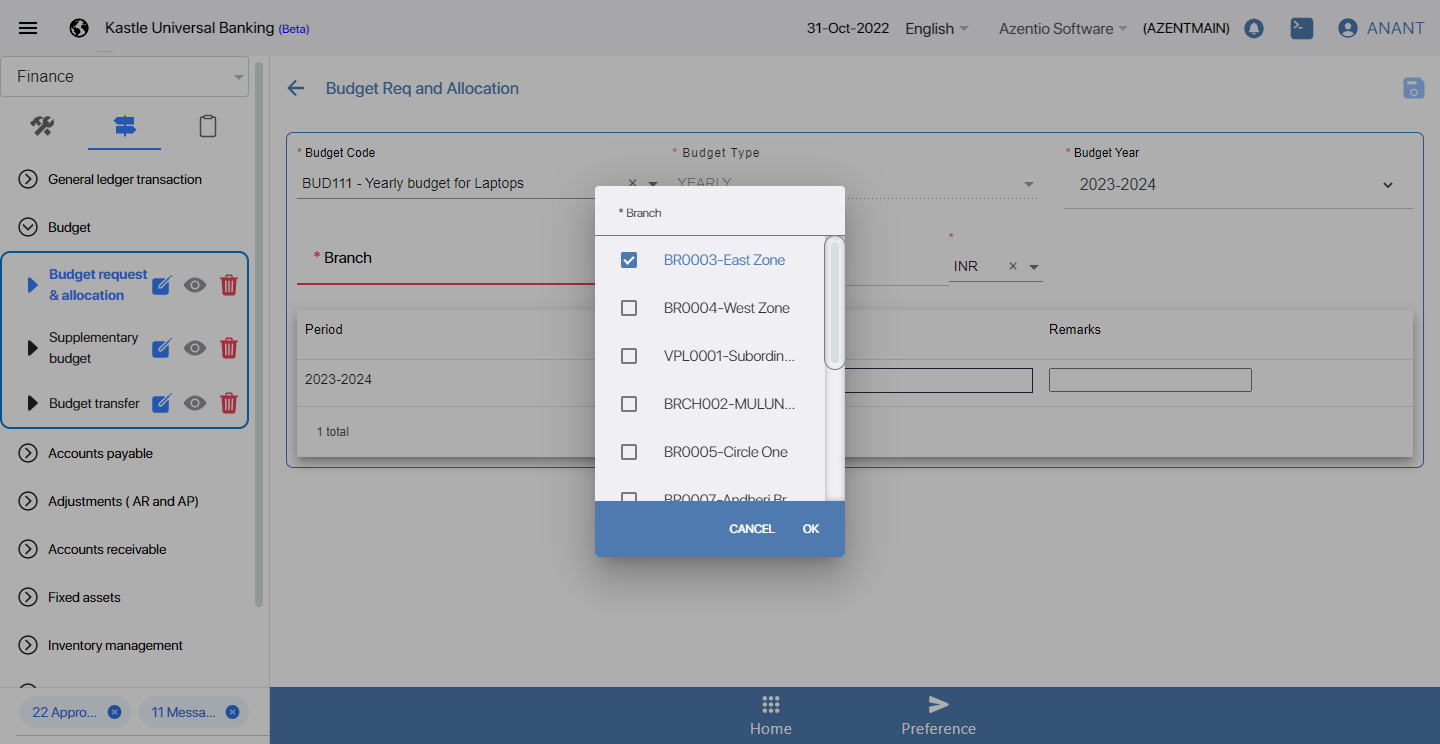 Kastle Universal Banking (Beta)
31-Oct-2022
English
Azentio Software
(AZENTMAIN)
ANANT
Finance
Budget Req and Allocation
General ledger transaction
Budget
Budget request
& allocation
Supplementary
budget
Budget transfer
Accounts payable
Adjustments ( AR and AP)
Accounts receivable
Fixed assets
Inventory management
22 Appro...
11 Messa...
* Budget Code
BUD111 - Yearly budget for Laptops
* Budget Type
YEARLY
* Budget Year
2023-2024
* Branch
*
INR
Period
Remarks
2023-2024
1 total
* Branch
BR0003-East Zone
BR0004-West Zone
VPL0001-Subordin...
BRCH002-MULUN...
BR0005-Circle One
BR0007-Andheri Br
CANCEL
OK
Home
Preference